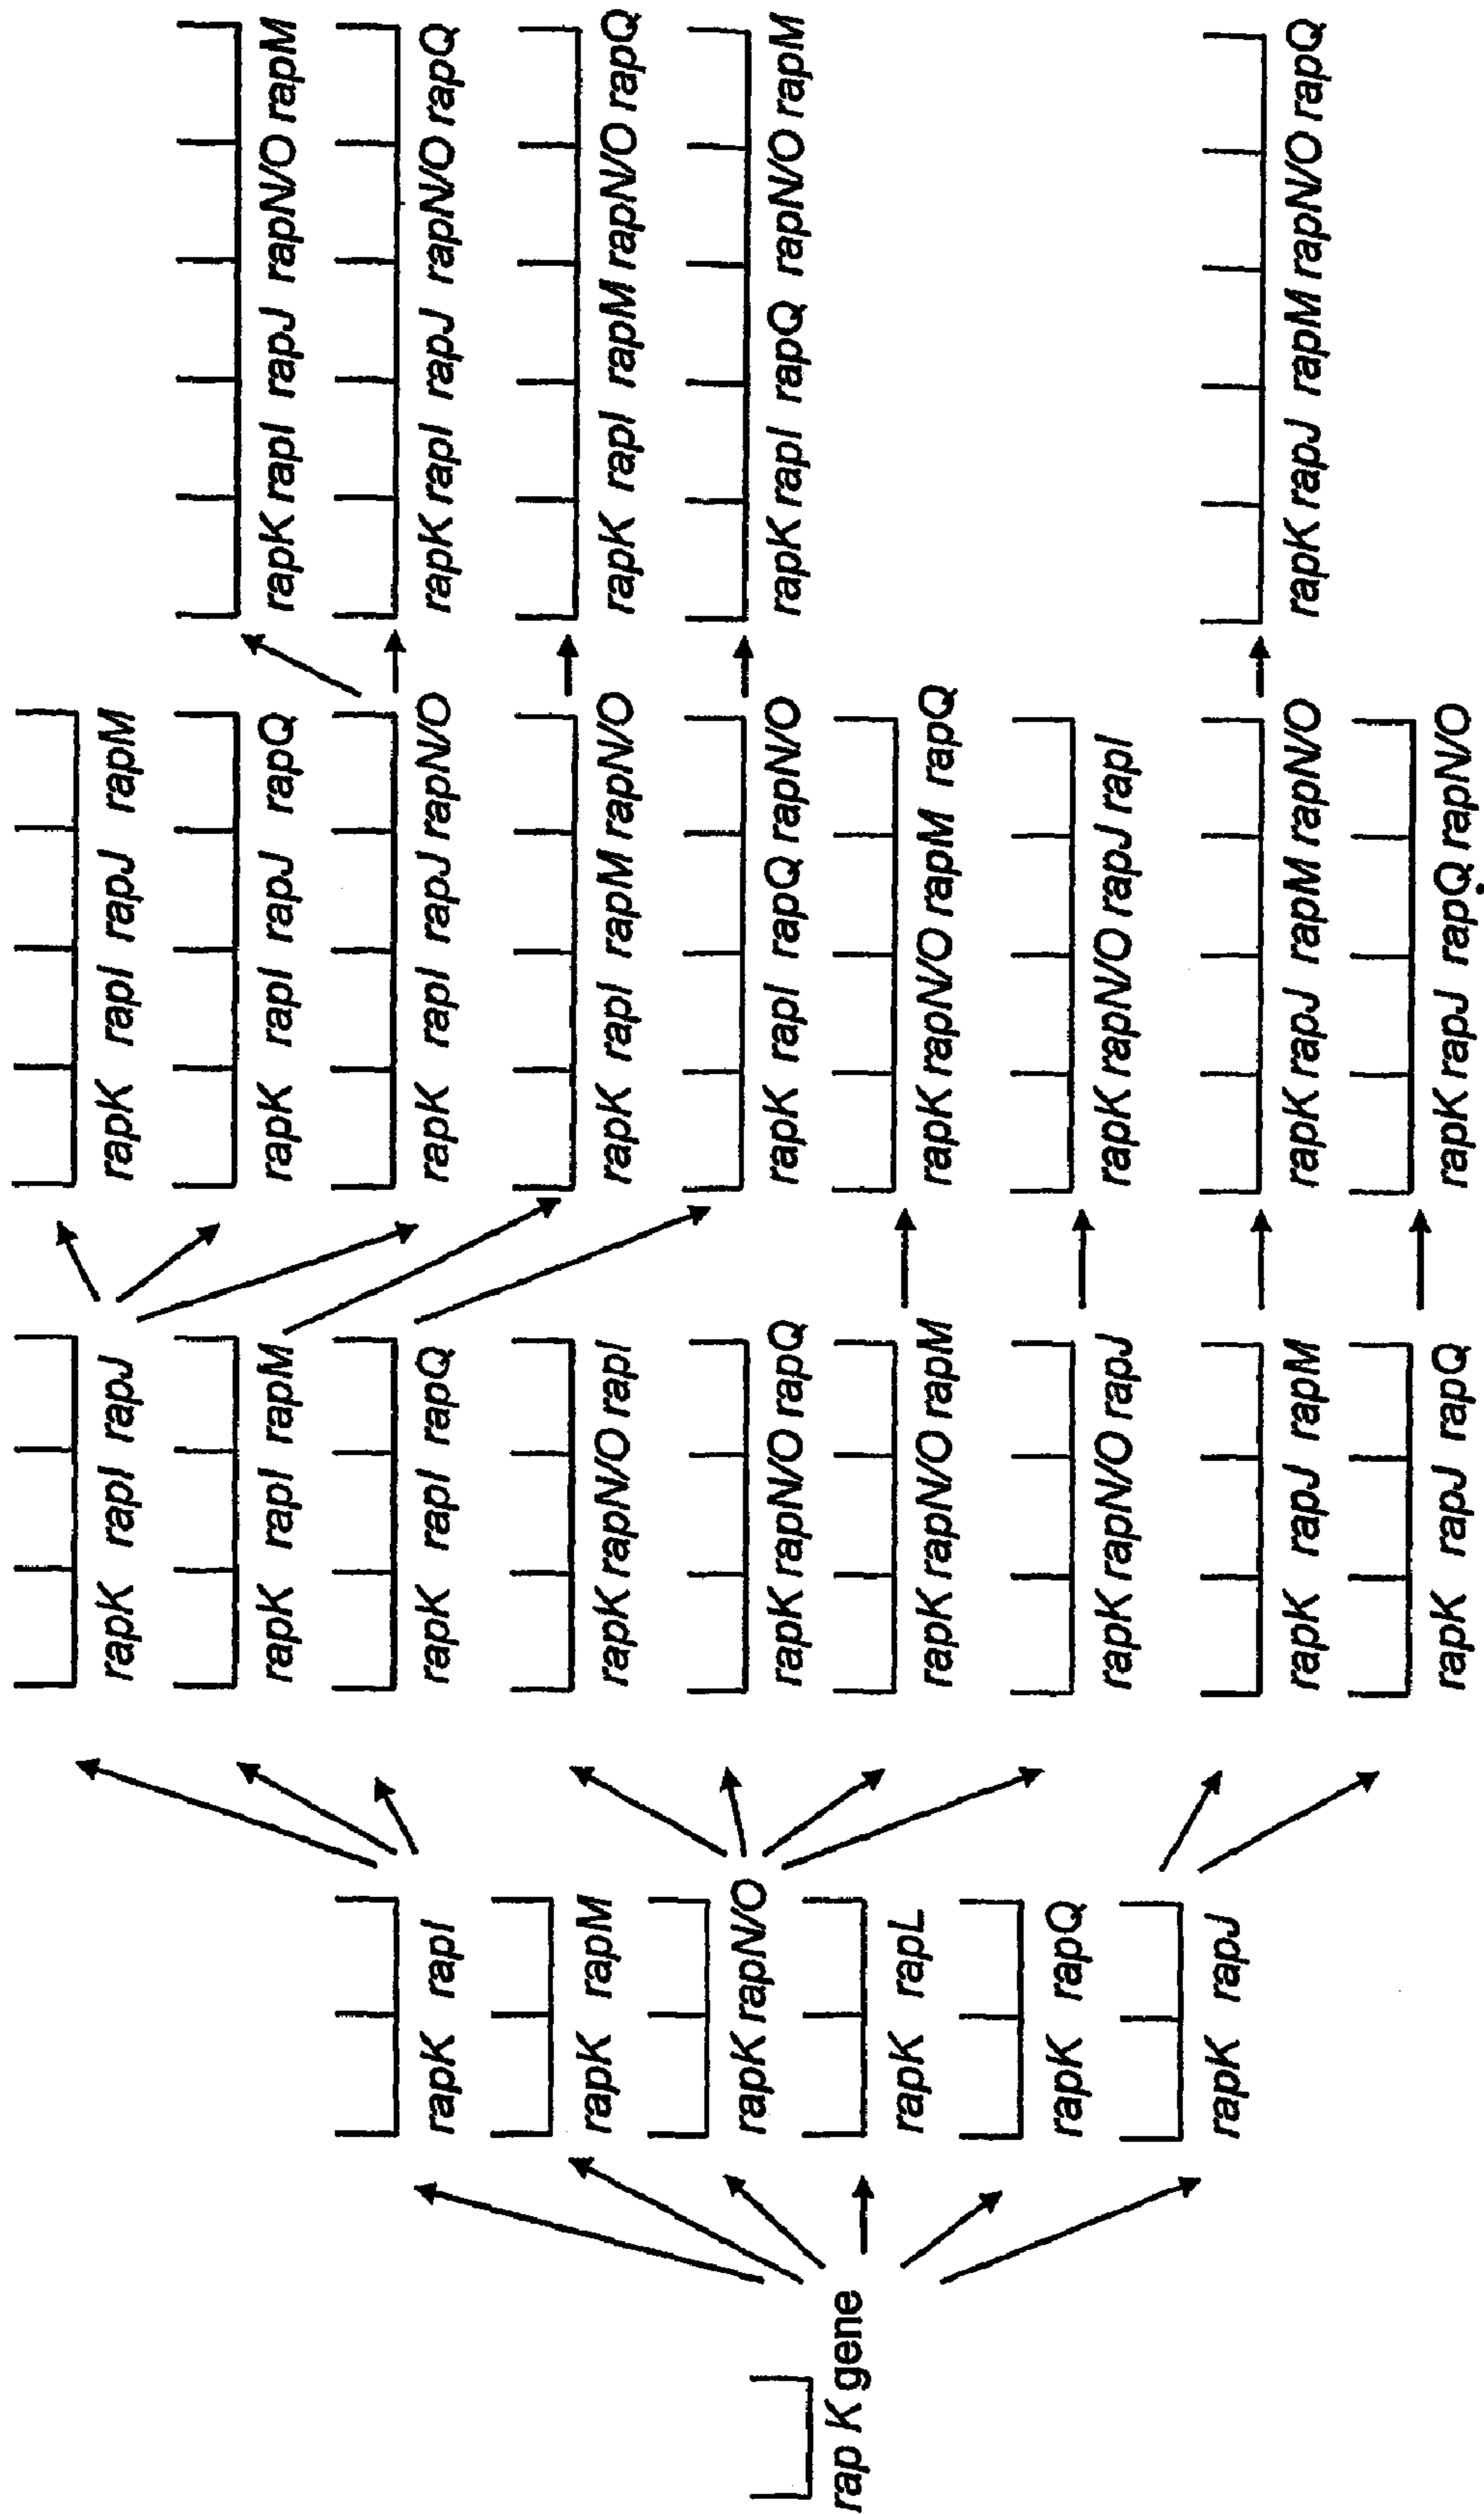 rap K gene
rapK rapI
rapK rapM
rapK rapN/O
rapK rapL
rapK rapQ
rapK rapJ
rapK rapI rapJ
rapK rapI rapM
rapK rapI rapQ
rapK rapN/O rapI
rapK rapN/O rapQ
rapK rapN/O rapM
rapK rapN/O rapJ
rapK rapJ rapM
rapK rapJ rapQ
rapK rapI rapJ rapM
rapK rapI rapJ rapQ
rapK rapI rapJ rapN/O
rapK rapI rapM rapN/O
rapK rapI rapQ rapN/O
rapK rapN/O rapM rapQ
rapK rapN/O rapJ rapI
rapK rapJ rapM rapN/O
rapK rapJ rapQ rapN/O
rapK rapI rapJ rapN/O rapM
rapK rapI rapJ rapN/O rapQ
rapK rapI rapM rapN/O rapQ
rapK rapI rapQ rapN/O rapM
rapK rapJ rapM rapN/O rapQ